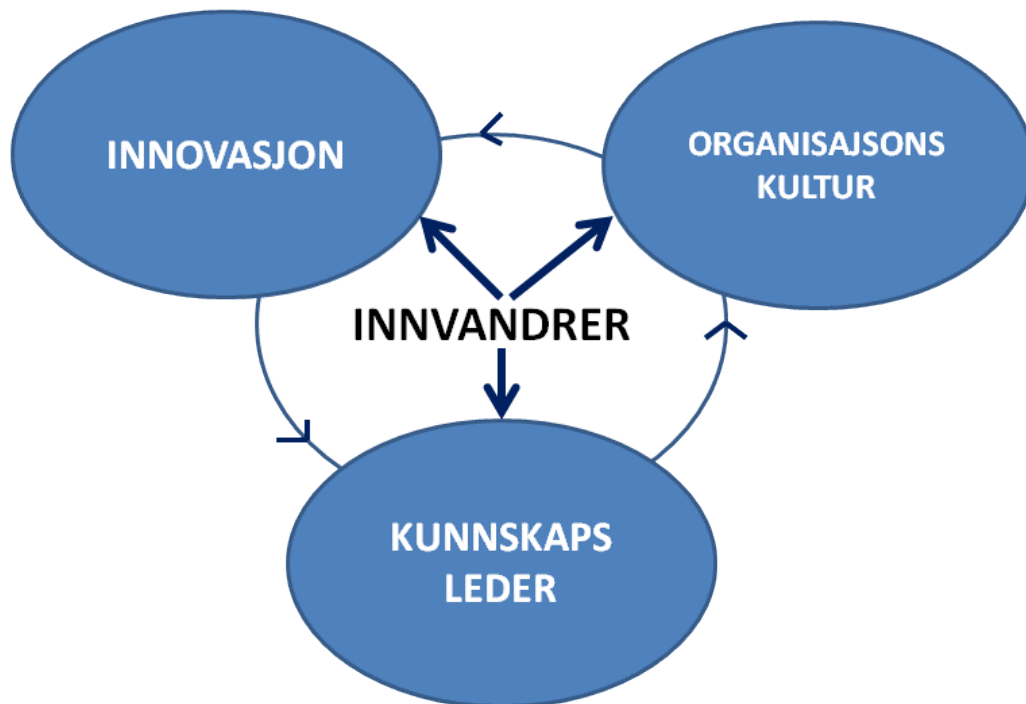 INNOVASJON
ORGANISAJSONS
KULTUR
INNVANDRER
KUNNSKAPS
LEDER